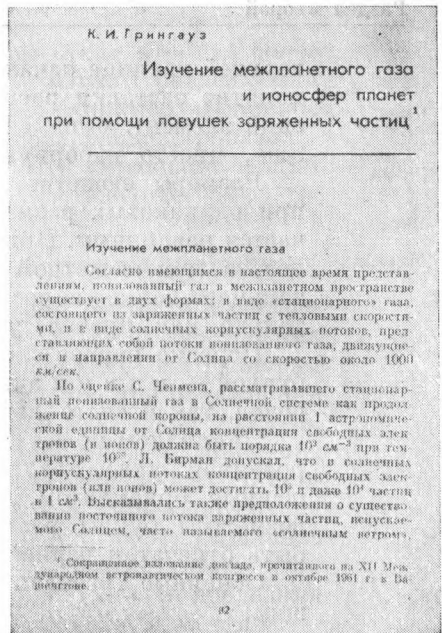 К. И. Грингауз
Изучение межпланетного газа
и ионосфер планет
при помощи ловушек заряженных частиц¹
Изучение межпланетного газа
Согласно имеющимся в настоящее время представ-
лениям, ионизованный газ в межпланетном пространстве
существует в двух формах: в виде «стационарного» газа,
состоящего из заряженных частиц с тепловыми скоростя-
ми, и в виде солнечных корпускулярных потоков, пред-
ставляющих собой потоки ионизованного газа, движущие-
ся в направлении от Солнца со скоростью около 1000
км/сек.
По оценке С. Чепмена, рассматривавшего стационар-
ный ионизованный газ в Солнечной системе как продол-
жение солнечной короны, на расстоянии 1 астрономиче-
ской единицы от Солнца концентрация свободных элек-
тронов (и ионов) должна быть порядка 10³ см⁻³ при тем-
пературе Л. Бирман допускал, что в солнечных
корпускулярных потоках концентрация свободных элек-
тронов (или ионов) может достигать и даже 10⁴ частиц
в 1 см³. Высказывались также предположения о существо-
вании постоянного потока заряженных частиц, испускае-
мого Солнцем, часто называемого «солнечным ветром».
¹ Сокращенное изложение доклада, прочитанного на XII Меж-
дународном астронавтическом конгрессе в октябре 1961 г. в Ва-
шингтоне.
82